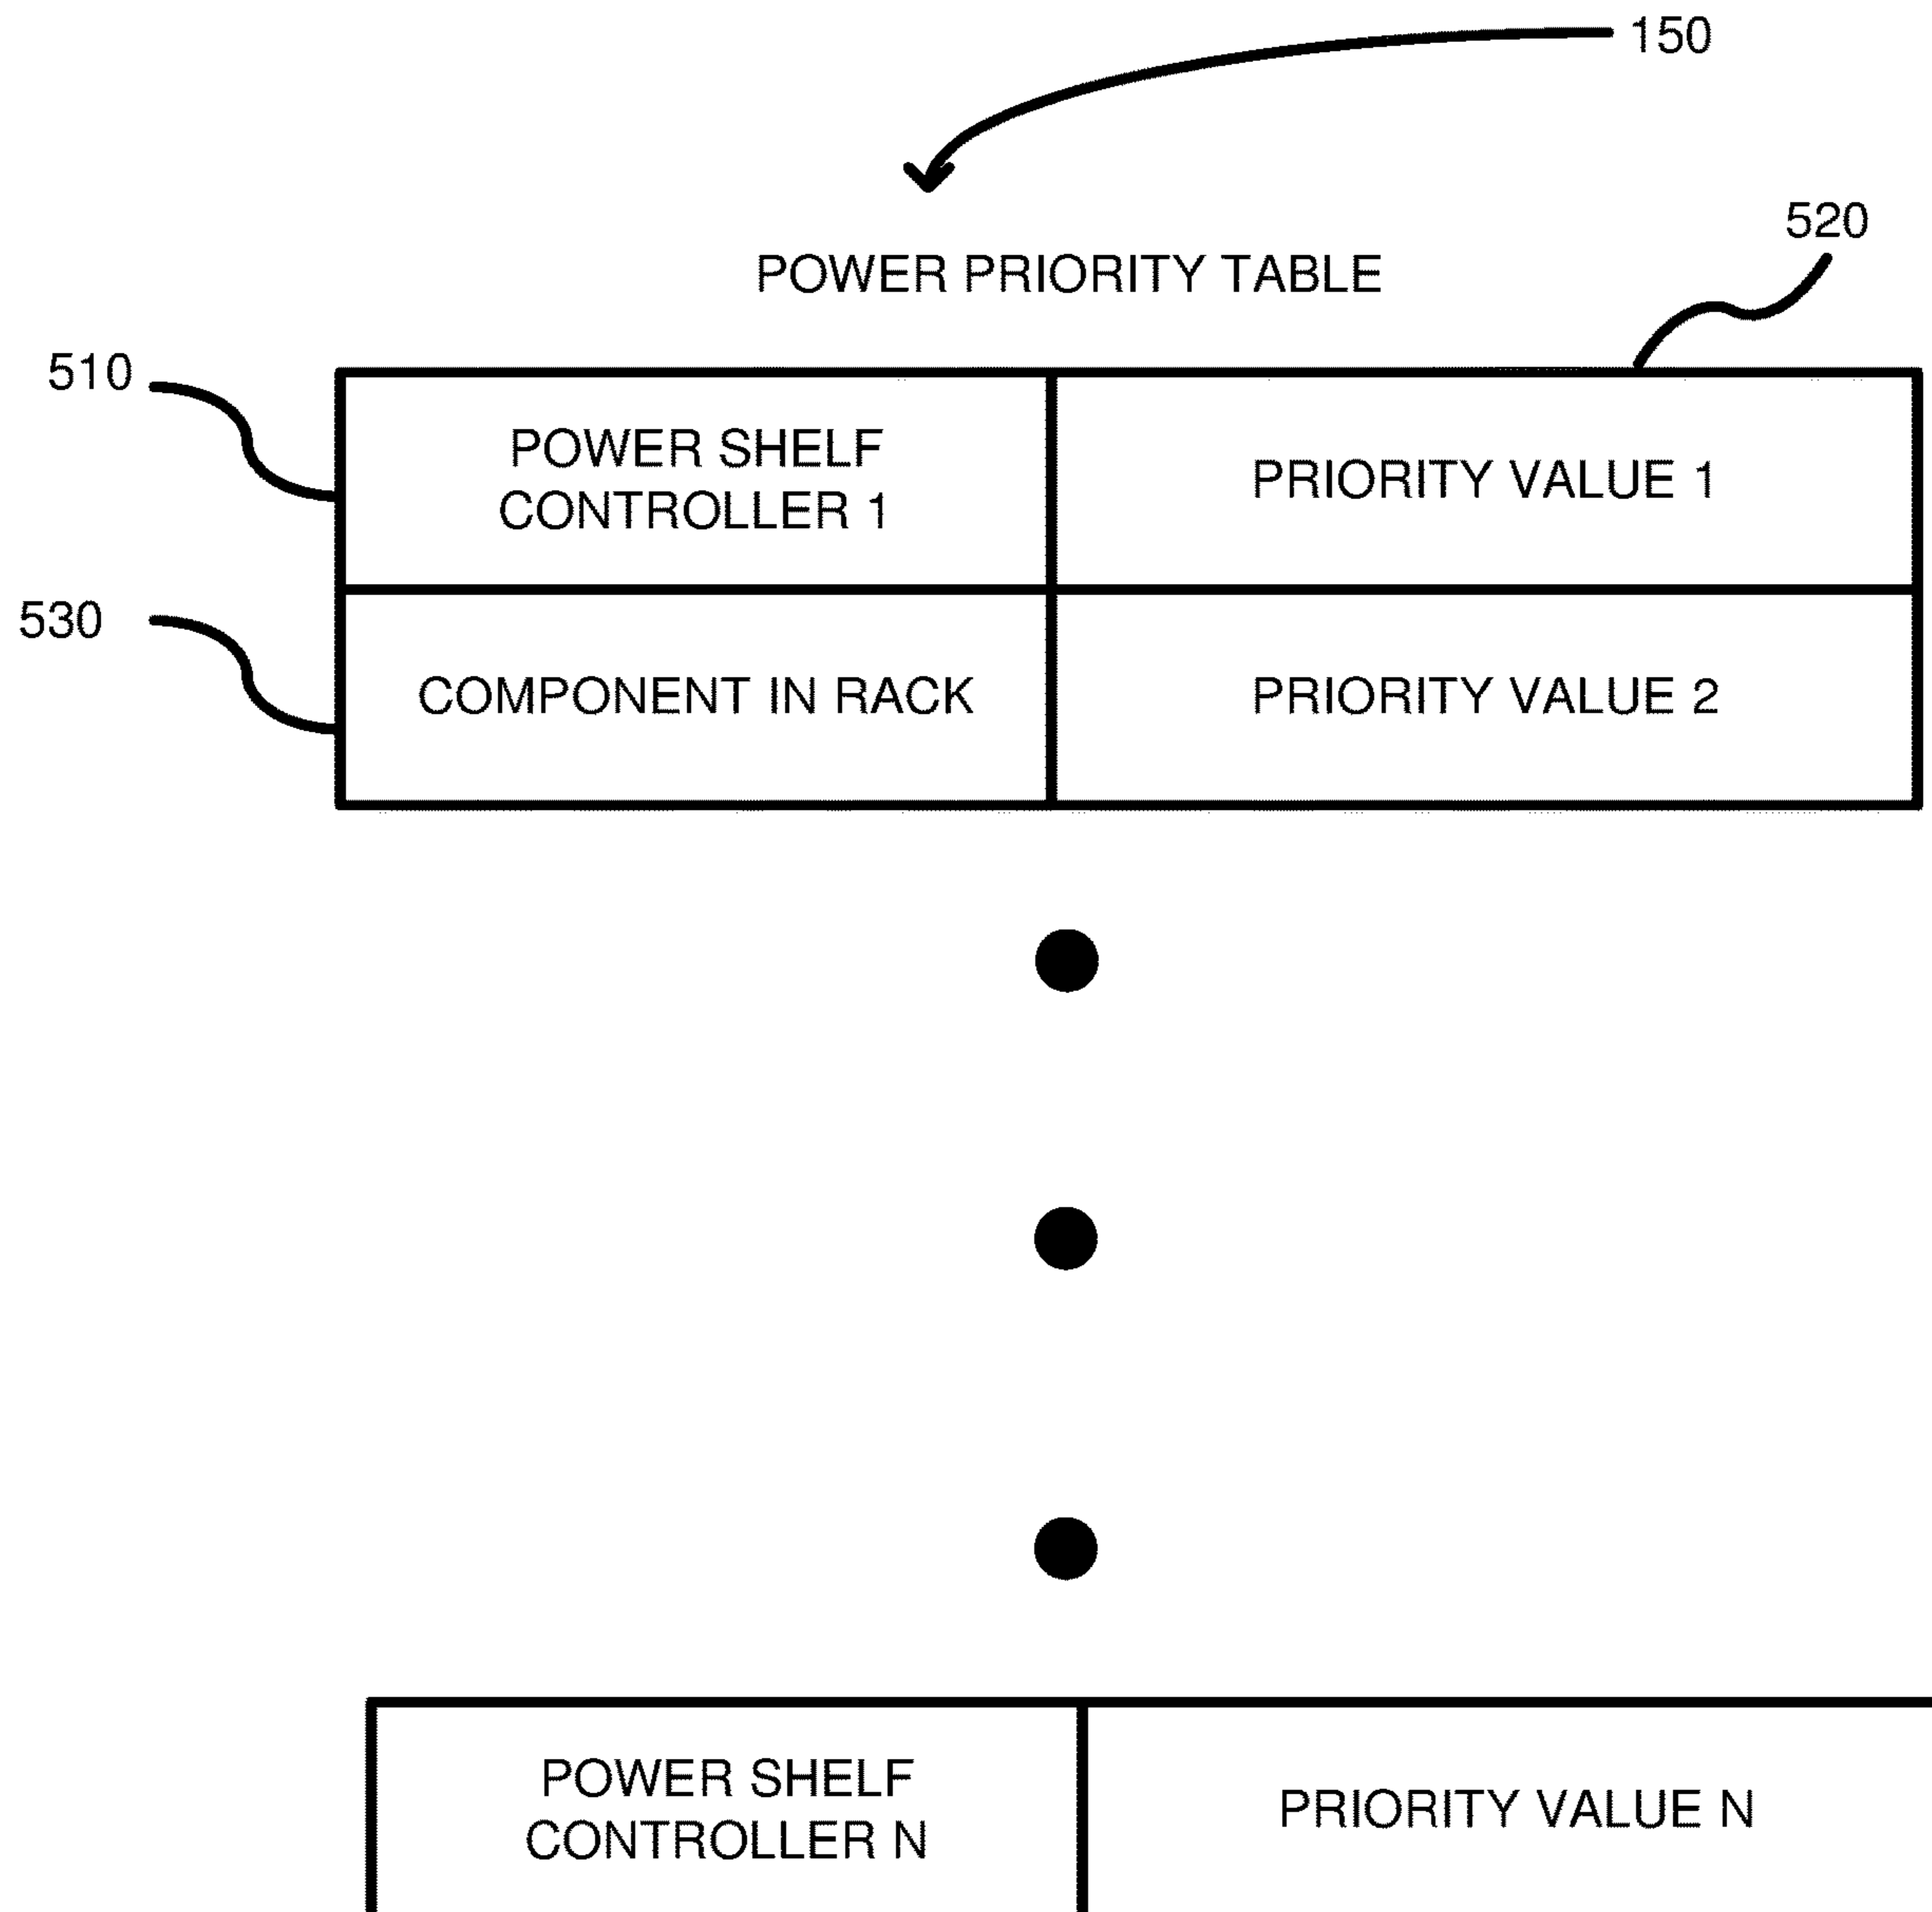 150
520
POWER PRIORITY TABLE
510
POWER SHELF
CONTROLLER 1
PRIORITY VALUE 1
530
COMPONENT IN RACK
PRIORITY VALUE 2
POWER SHELF
CONTROLLER N
PRIORITY VALUE N